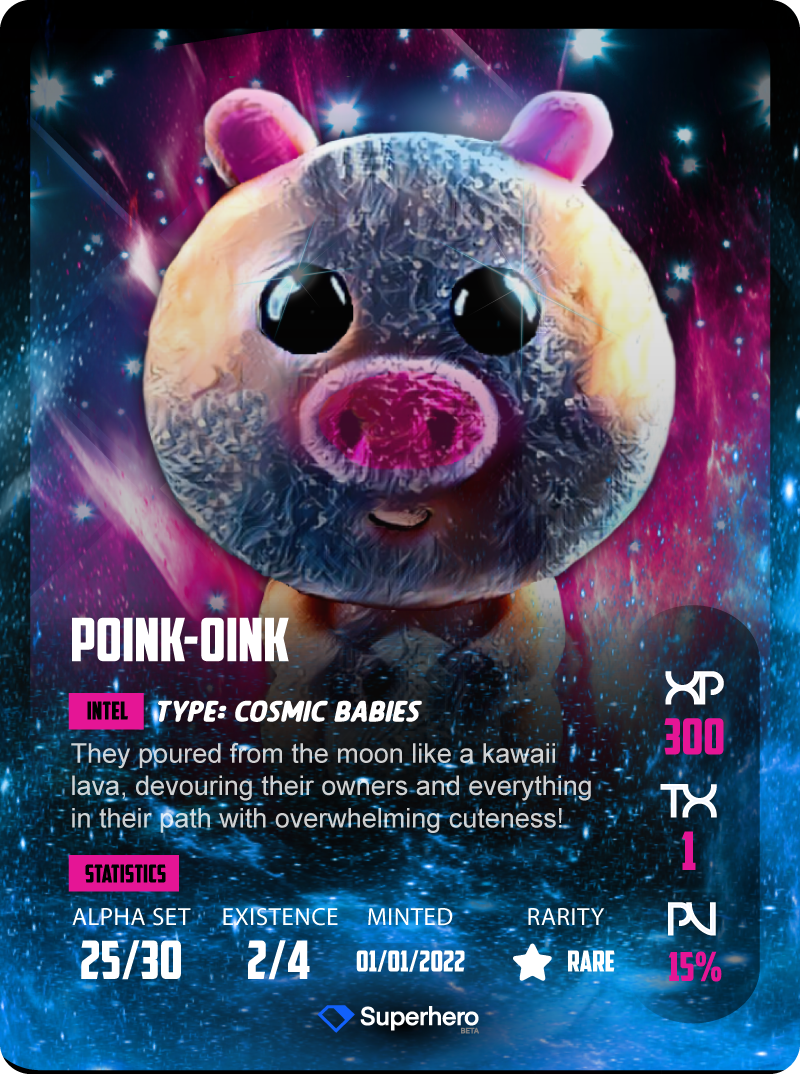 POINK-OINK
INTEL TYPE: COSMIC BABIES
They poured from the moon like a kawaii
lava, devouring their owners and everything
in their path with overwhelming cuteness!
STATISTICS
ALPHA SET EXISTENCE MINTED RARITY
25/30 2/4 01/01/2022 RARE
XP
300
TX
1
PV
15%
Superhero
BETA